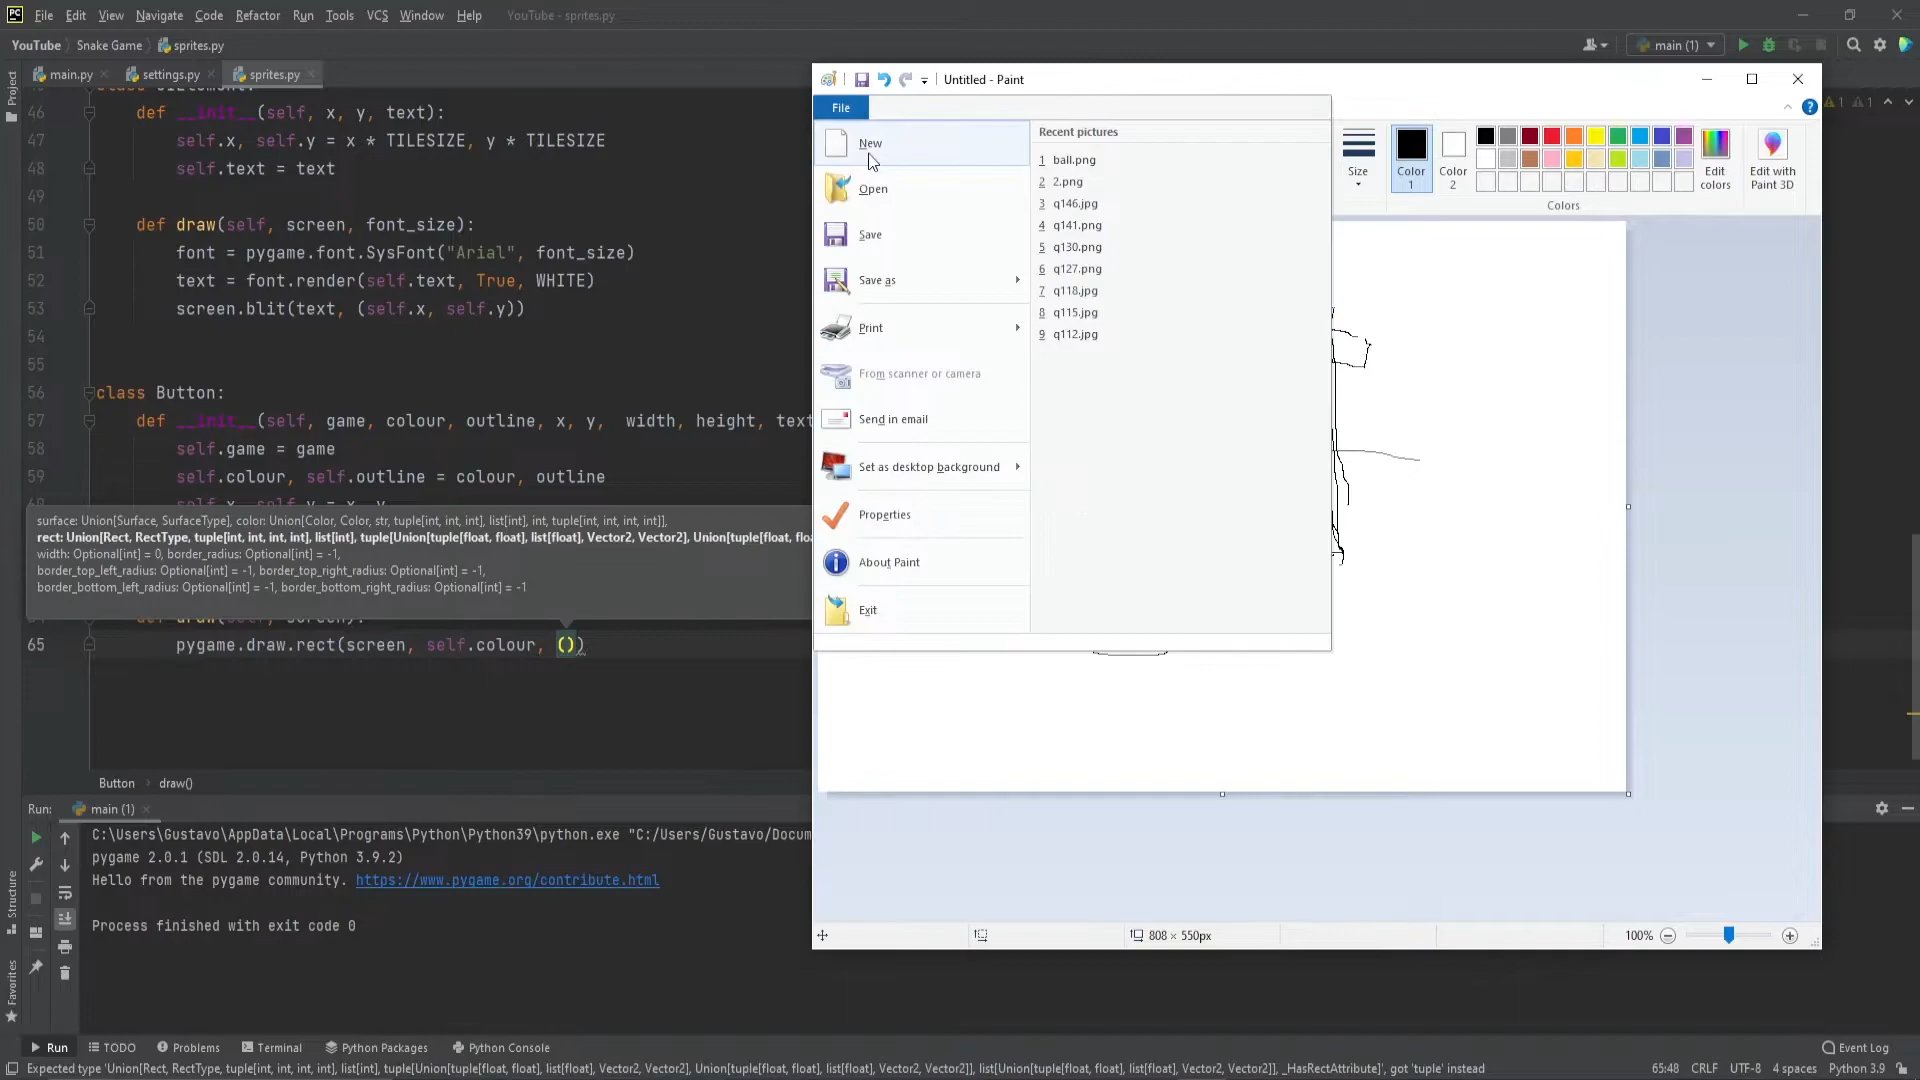 PC File Edit View Navigate Code Refactor Run Tools VCS Window Help YouTube - sprites.py
YouTube Snake Game sprites.py
main (1)
main.py settings.py sprites.py
Project
46 def __init__(self, x, y, text):
47 self.x, self.y = x * TILESIZE, y * TILESIZE
48 self.text = text
49
50 def draw(self, screen, font_size):
51 font = pygame.font.SysFont("Arial", font_size)
52 text = font.render(self.text, True, WHITE)
53 screen.blit(text, (self.x, self.y))
54
55
56 class Button:
57 def __init__(self, game, colour, outline, x, y, width, height, text
58 self.game = game
59 self.colour, self.outline = colour, outline
surface: Union[Surface, SurfaceType], color: Union[Color, Color, str, tuple[int, int, int], list[int], int, tuple[int, int, int, int]],
rect: Union[Rect, RectType, tuple[int, int, int, int], list[int], tuple[Union[tuple[float, float], list[float], Vector2, Vector2], Union[tuple[float, floa
width: Optional[int] = 0, border_radius: Optional[int] = -1,
border_top_left_radius: Optional[int] = -1, border_top_right_radius: Optional[int] = -1,
border_bottom_left_radius: Optional[int] = -1, border_bottom_right_radius: Optional[int] = -1
65 pygame.draw.rect(screen, self.colour, ())
Button draw()
Run: main (1)
C:\Users\Gustavo\AppData\Local\Programs\Python\Python39\python.exe "C:/Users/Gustavo/Docum
pygame 2.0.1 (SDL 2.0.14, Python 3.9.2)
Hello from the pygame community. https://www.pygame.org/contribute.html
Process finished with exit code 0
Structure
Favorites
Run TODO Problems Terminal Python Packages Python Console Event Log
Expected type 'Union[Rect, RectType, tuple[int, int, int, int], list[int], tuple[Union[tuple[float, float], list[float], Vector2, Vector2], Union[tuple[float, float], list[float], Vector2, Vector2]], list[Union[tuple[float, float], list[float], Vector2, Vector2]], _HasRectAttribute]', got 'tuple' instead
65:48 CRLF UTF-8 4 spaces Python 3.9
Untitled - Paint
File
New
Open
Save
Save as
Print
From scanner or camera
Send in email
Set as desktop background
Properties
About Paint
Exit
Recent pictures
1 ball.png
2 2.png
3 q146.jpg
4 q141.png
5 q130.png
6 q127.png
7 q118.jpg
8 q115.jpg
9 q112.jpg
Size
Color 1
Color 2
Edit colors
Edit with Paint 3D
Colors
1 1
808 × 550px
100%